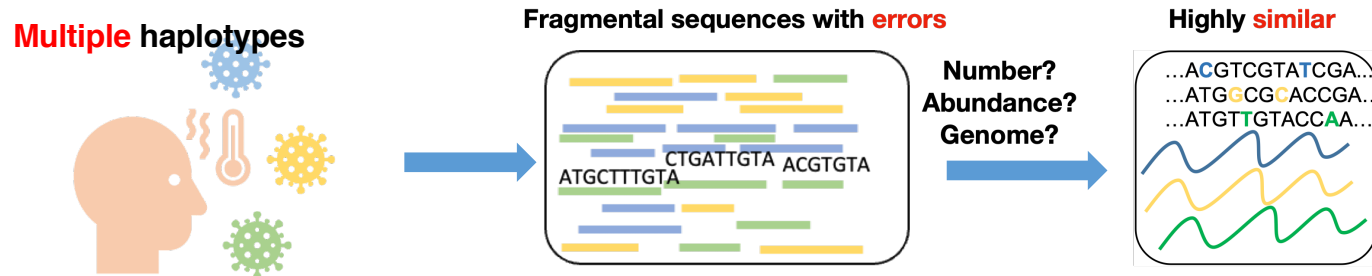 Multiple haplotypes
Fragmental sequences with errors
CTGATTGTA
ACGTGTA
ATGCTTTGTA
Number?
Abundance?
Genome?
Highly similar
...ACGTCGTATCGA...
...ATGGCGCACCGA...
...ATGTTGTACCAA...